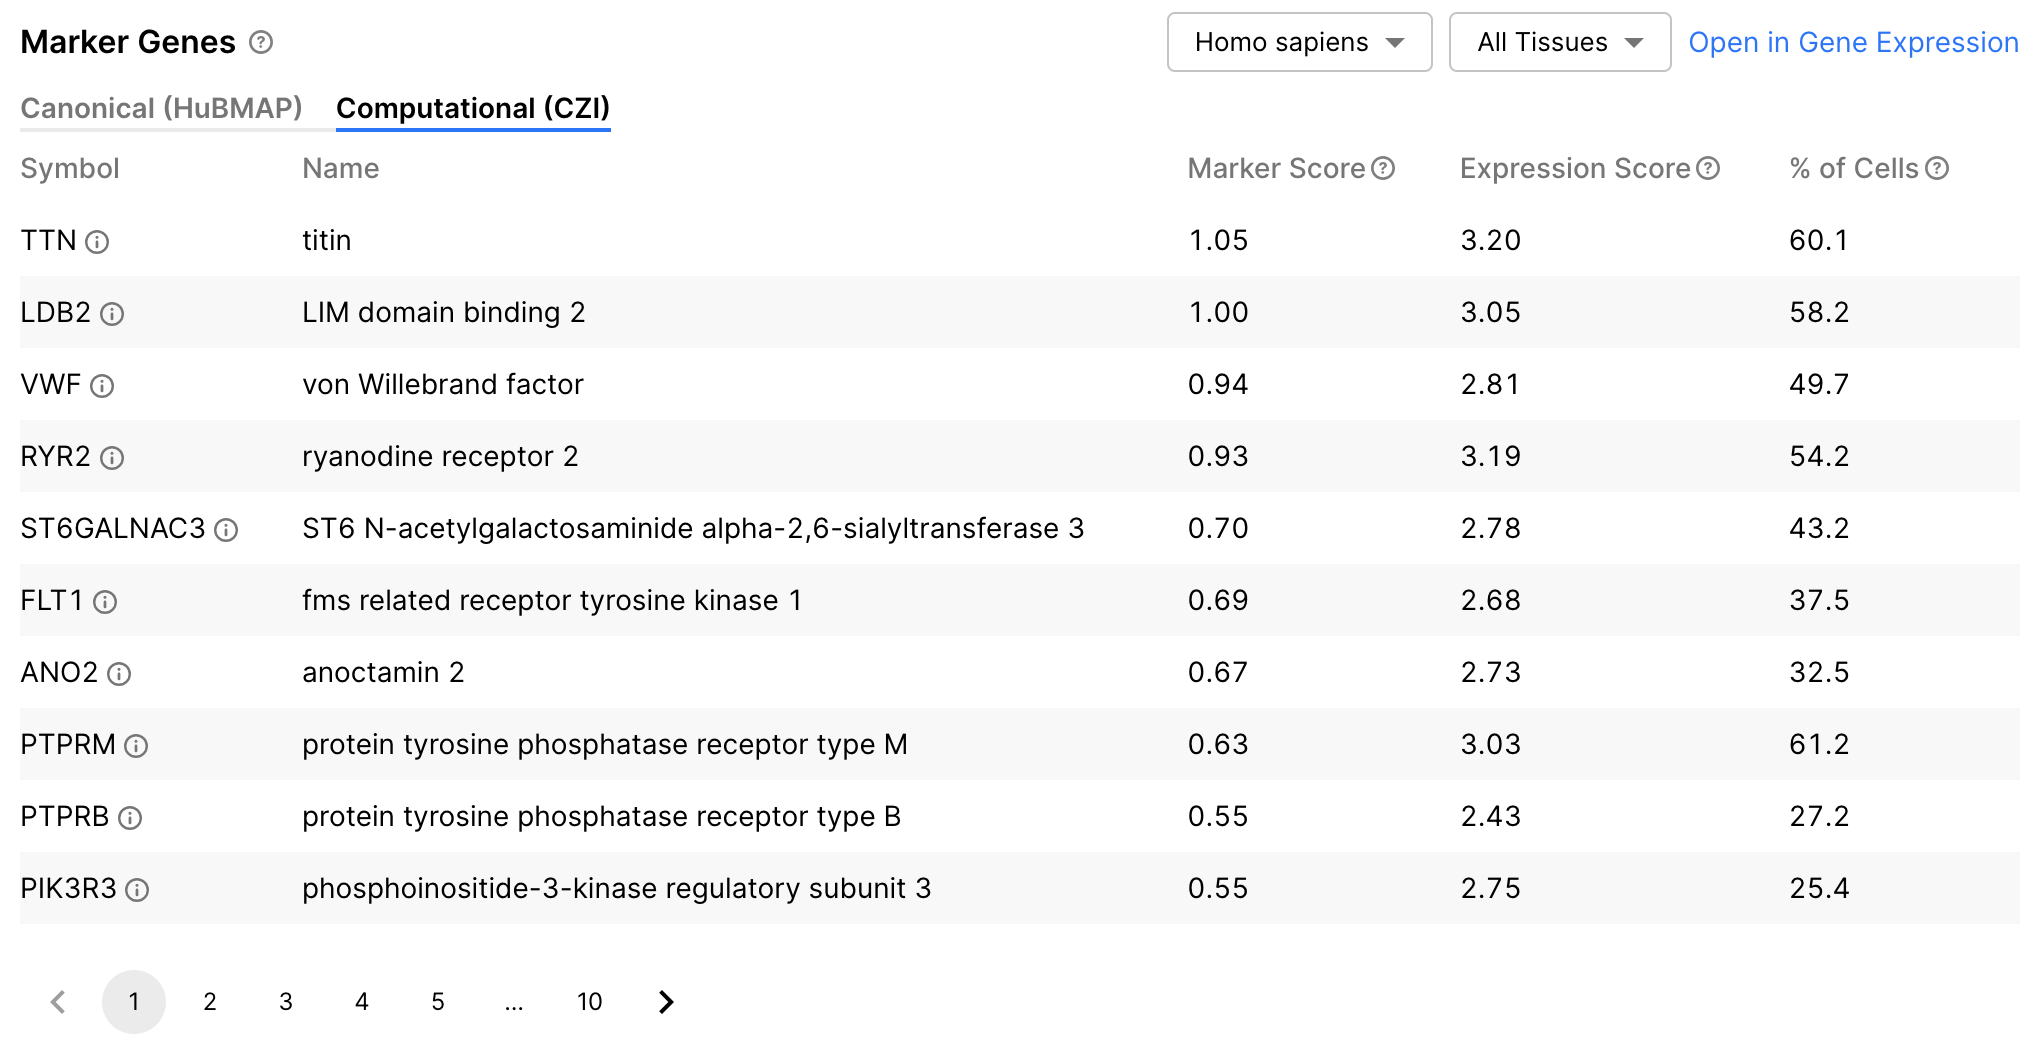 Marker Genes Homo sapiens All Tissues Open in Gene Expression
Canonical (HuBMAP) Computational (CZI)
Symbol Name Marker Score Expression Score % of Cells
TTN titin 1.05 3.20 60.1
LDB2 LIM domain binding 2 1.00 3.05 58.2
VWF von Willebrand factor 0.94 2.81 49.7
RYR2 ryanodine receptor 2 0.93 3.19 54.2
ST6GALNAC3 ST6 N-acetylgalactosaminide alpha-2,6-sialyltransferase 3 0.70 2.78 43.2
FLT1 fms related receptor tyrosine kinase 1 0.69 2.68 37.5
ANO2 anoctamin 2 0.67 2.73 32.5
PTPRM protein tyrosine phosphatase receptor type M 0.63 3.03 61.2
PTPRB protein tyrosine phosphatase receptor type B 0.55 2.43 27.2
PIK3R3 phosphoinositide-3-kinase regulatory subunit 3 0.55 2.75 25.4
1 2 3 4 5 ... 10